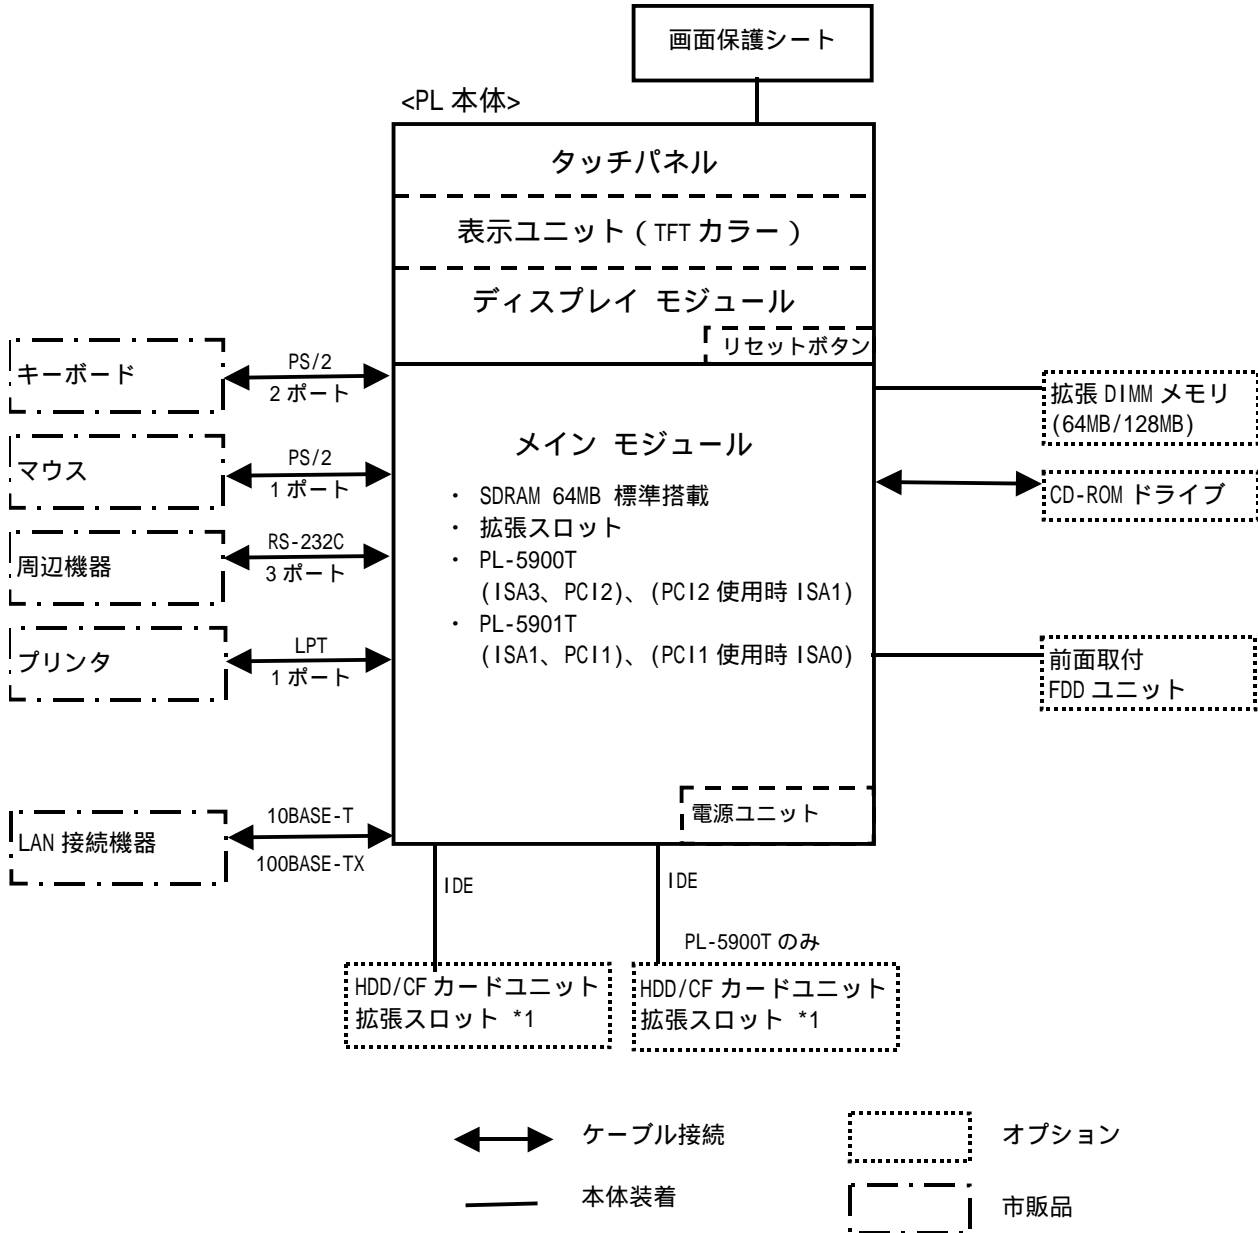 画面保護シート
<PL 本体>
タッチパネル
表示ユニット（TFT カラー）
ディスプレイ モジュール
リセットボタン
キーボード
PS/2
2 ポート
マウス
PS/2
1 ポート
周辺機器
RS-232C
3 ポート
プリンタ
LPT
1 ポート
LAN 接続機器
10BASE-T
100BASE-TX
メイン モジュール
・ SDRAM 64MB 標準搭載
・ 拡張スロット
・ PL-5900T
(ISA3、PCI2)、(PCI2 使用時 ISA1)
・ PL-5901T
(ISA1、PCI1)、(PCI1 使用時 ISA0)
電源ユニット
拡張 DIMM メモリ
(64MB/128MB)
CD-ROM ドライブ
前面取付
FDD ユニット
IDE
IDE
PL-5900T のみ
HDD/CF カードユニット
拡張スロット *1
HDD/CF カードユニット
拡張スロット *1
ケーブル接続
オプション
本体装着
市販品